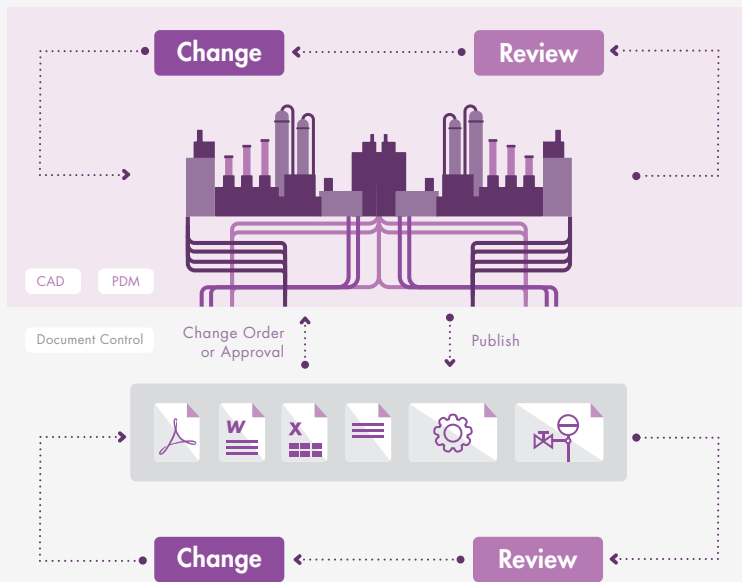 Change
Review
CAD
PDM
Document Control
Change Order
or Approval
Publish
W
X
Change
Review